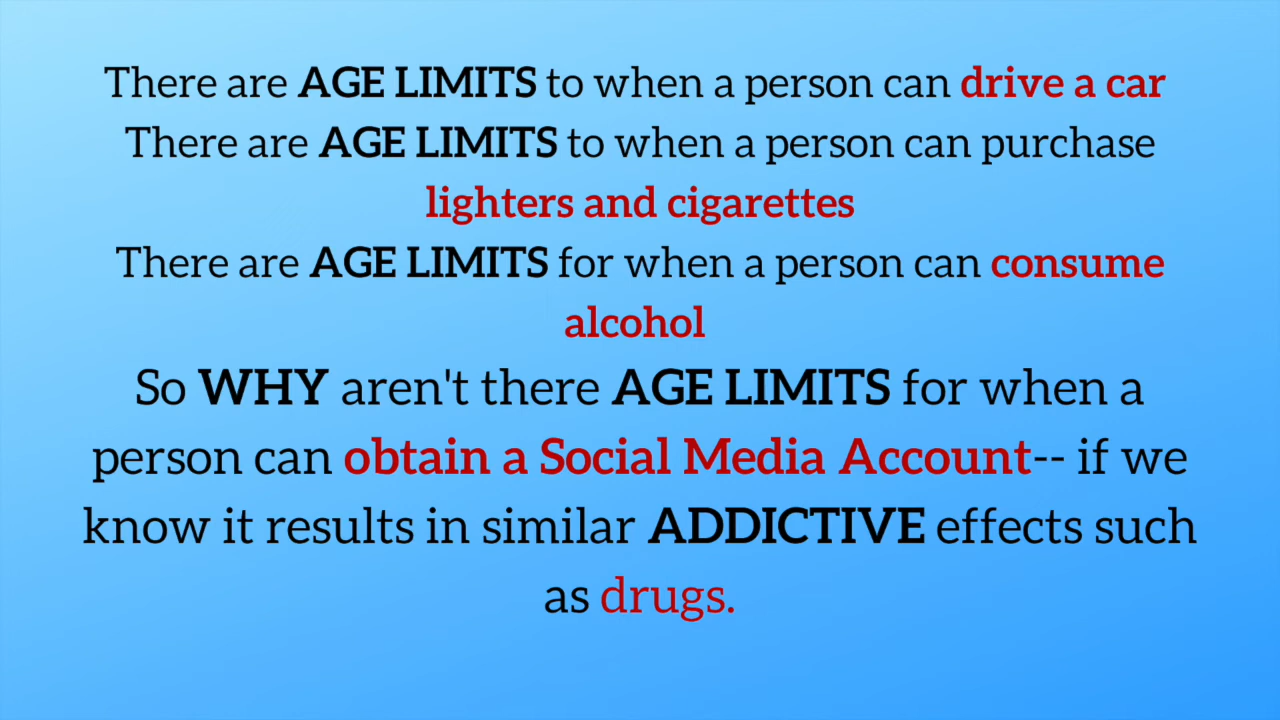 There are AGE LIMITS to when a person can drive a car
There are AGE LIMITS to when a person can purchase
lighters and cigarettes
There are AGE LIMITS for when a person can consume
alcohol
So WHY aren't there AGE LIMITS for when a
person can obtain a Social Media Account-- if we
know it results in similar ADDICTIVE effects such
as drugs.